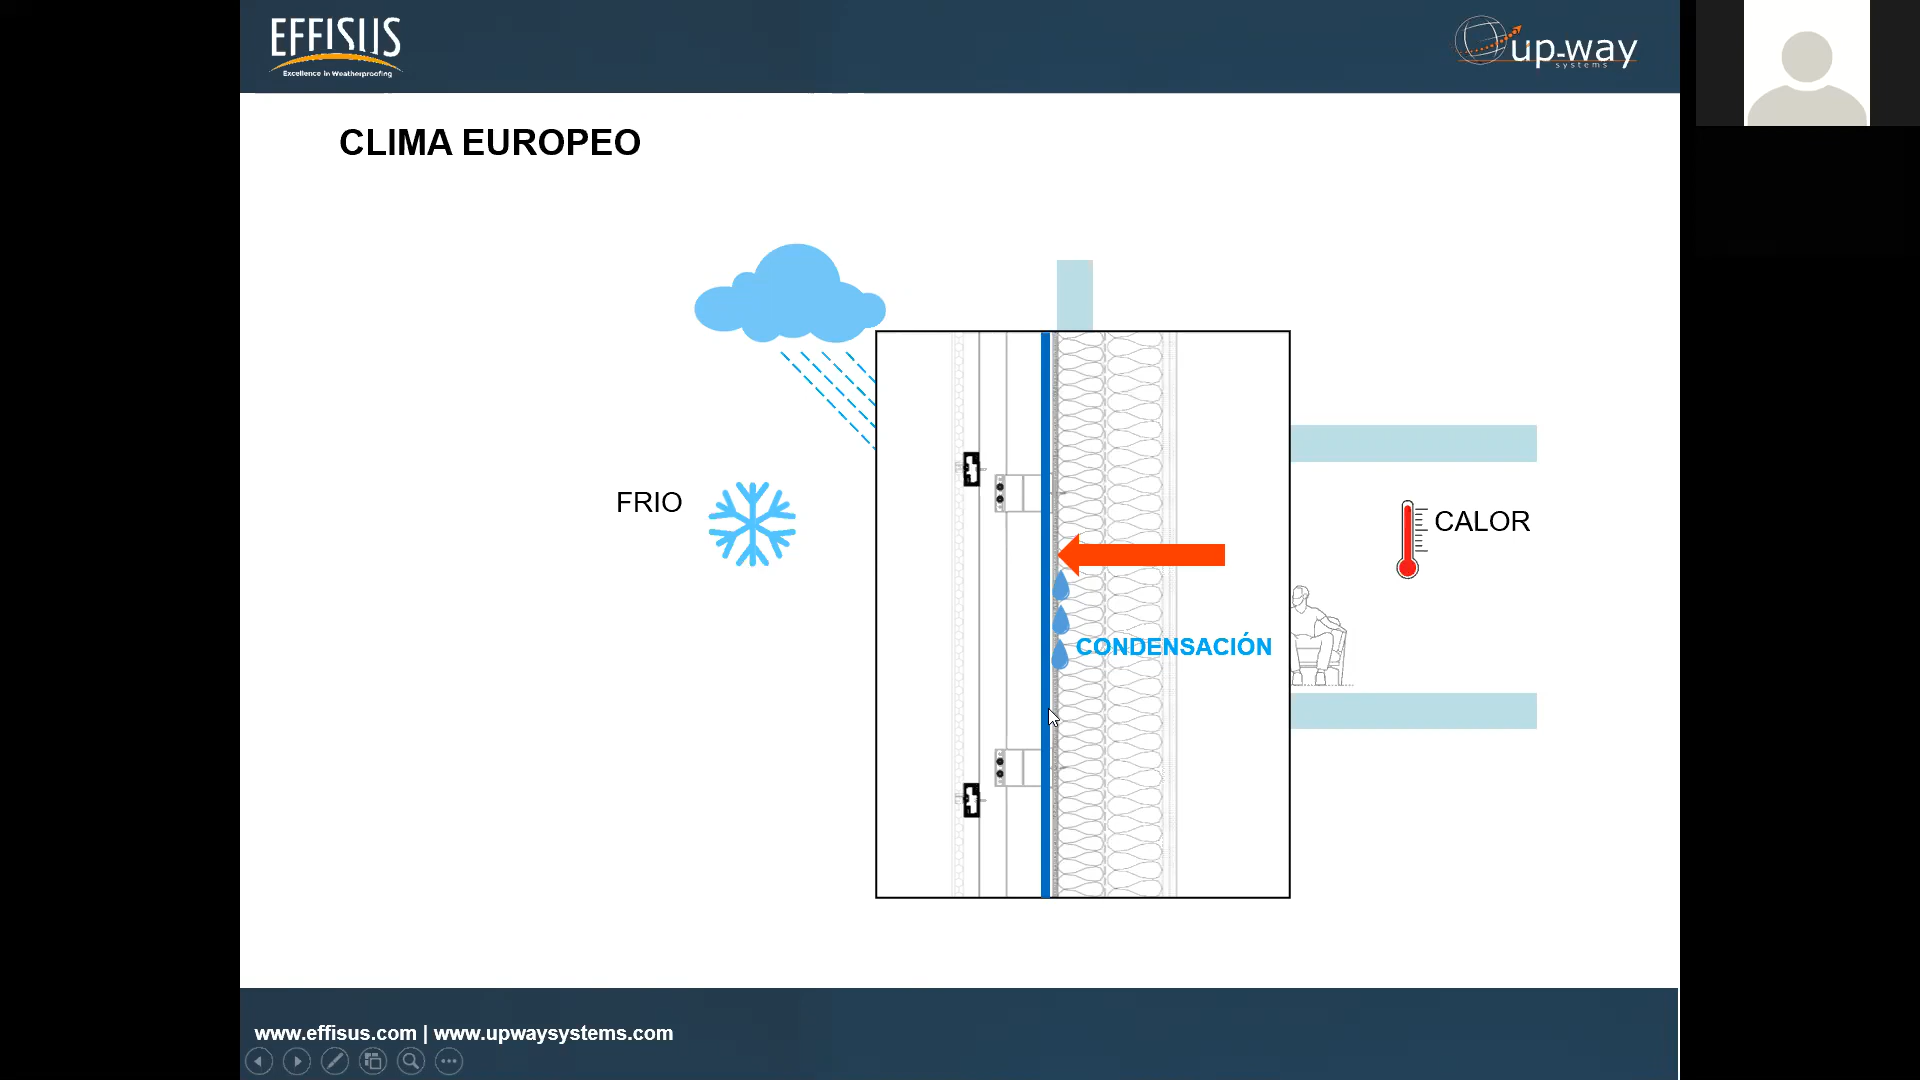 EFFISUS
Excellence in Weatherproofing
up-way
systems
CLIMA EUROPEO
FRIO
CALOR
CONDENSACIÓN
www.effisus.com | www.upwaysystems.com